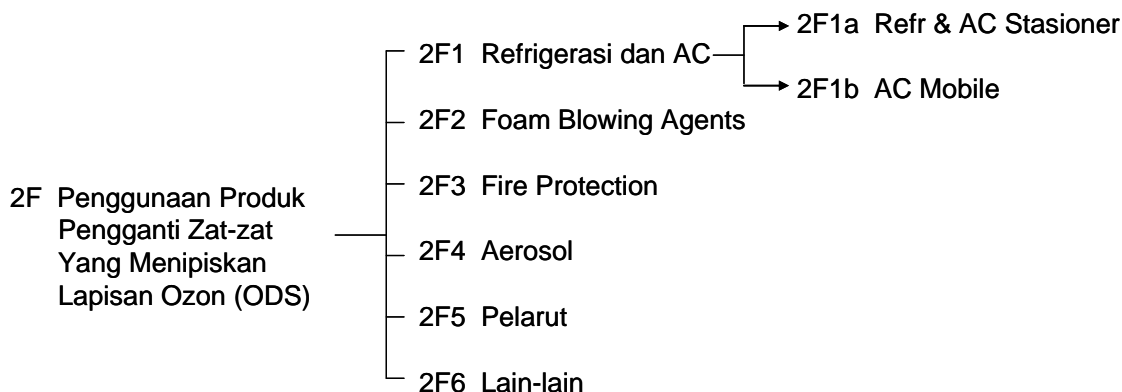 2F Penggunaan Produk
Pengganti Zat-zat
Yang Menipiskan
Lapisan Ozon (ODS)
2F1 Refrigerasi dan AC
2F1a Refr & AC Stasioner
2F1b AC Mobile
2F2 Foam Blowing Agents
2F3 Fire Protection
2F4 Aerosol
2F5 Pelarut
2F6 Lain-lain